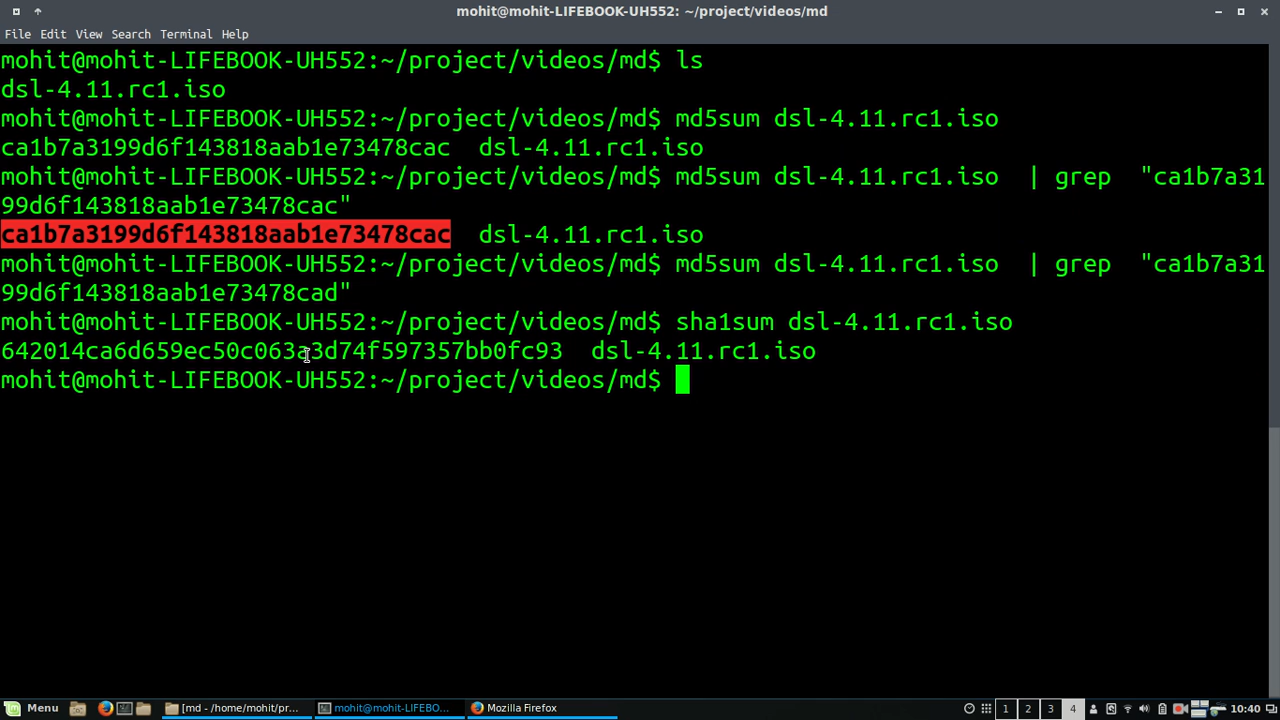 mohit@mohit-LIFEBOOK-UH552: ~/project/videos/md
File Edit View Search Terminal Help
mohit@mohit-LIFEBOOK-UH552:~/project/videos/md$ ls
dsl-4.11.rc1.iso
mohit@mohit-LIFEBOOK-UH552:~/project/videos/md$ md5sum dsl-4.11.rc1.iso
ca1b7a3199d6f143818aab1e73478cac  dsl-4.11.rc1.iso
mohit@mohit-LIFEBOOK-UH552:~/project/videos/md$ md5sum dsl-4.11.rc1.iso  | grep  "ca1b7a31
99d6f143818aab1e73478cac"
ca1b7a3199d6f143818aab1e73478cac  dsl-4.11.rc1.iso
mohit@mohit-LIFEBOOK-UH552:~/project/videos/md$ md5sum dsl-4.11.rc1.iso  | grep  "ca1b7a31
99d6f143818aab1e73478cad"
mohit@mohit-LIFEBOOK-UH552:~/project/videos/md$ sha1sum dsl-4.11.rc1.iso
642014ca6d659ec50c063a3d74f597357bb0fc93  dsl-4.11.rc1.iso
mohit@mohit-LIFEBOOK-UH552:~/project/videos/md$
Menu [md - /home/mohit/pr... mohit@mohit-LIFEBO... Mozilla Firefox 1 2 3 4 10:40